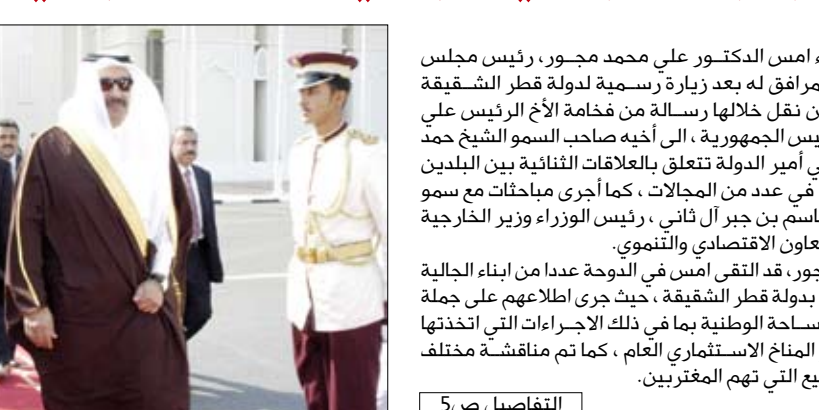 ء امس الدكتور علي محمد مجور، رئيس مجلس
مرافق له بعد زيارة رسمية لدولة قطر الشقيقة
ن نقل خلالها رسالة من فخامة الأخ الرئيس علي
يس الجمهورية ، الى أخيه صاحب السمو الشيخ حمد
ي أمير الدولة تتعلق بالعلاقات الثنائية بين البلدين
في عدد من المجالات ، كما أجرى مباحثات مع سمو
اسم بن جبر آل ثاني ، رئيس الوزراء وزير الخارجية
عاون الاقتصادي والتنموي.
جور، قد التقى امس في الدوحة عددا من ابناء الجالية
بدولة قطر الشقيقة ، حيث جرى اطلاعهم على جملة
ساحة الوطنية بما في ذلك الاجراءات التي اتخذتها
المناخ الاستثماري العام ، كما تم مناقشة مختلف
يع التي تهم المغتربين.
التفاصيل ص5